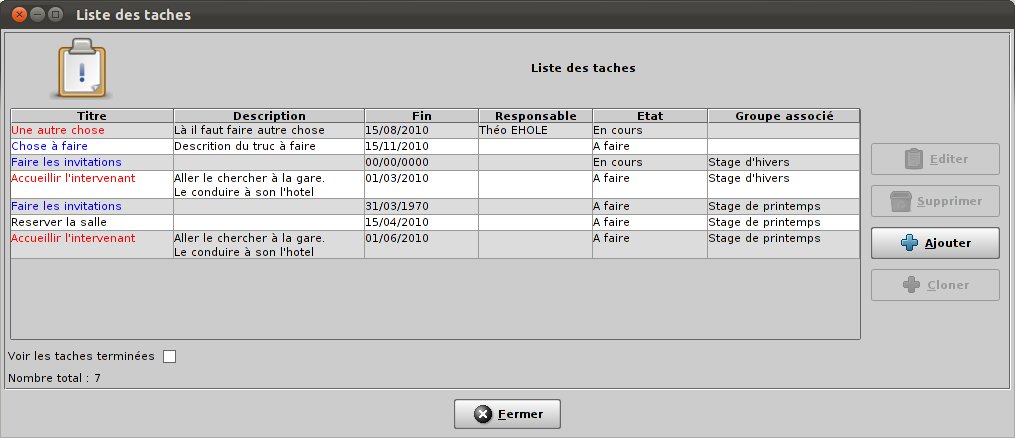 Liste des taches
Liste des taches
Titre Description Fin Responsable Etat Groupe associé
Une autre chose Là il faut faire autre chose 15/08/2010 Théo EHOLE En cours
Chose à faire Descrition du truc à faire 15/11/2010 A faire
Faire les invitations 00/00/0000 En cours Stage d'hivers
Accueillir l'intervenant Aller le chercher à la gare. 01/03/2010 A faire Stage d'hivers
Le conduire à son l'hotel
Faire les invitations 31/03/1970 A faire Stage de printemps
Reserver la salle 15/04/2010 A faire Stage de printemps
Accueillir l'intervenant Aller le chercher à la gare. 01/06/2010 A faire Stage de printemps
Le conduire à son l'hotel
Editer
Supprimer
Ajouter
Cloner
Voir les taches terminées
Nombre total : 7
Fermer